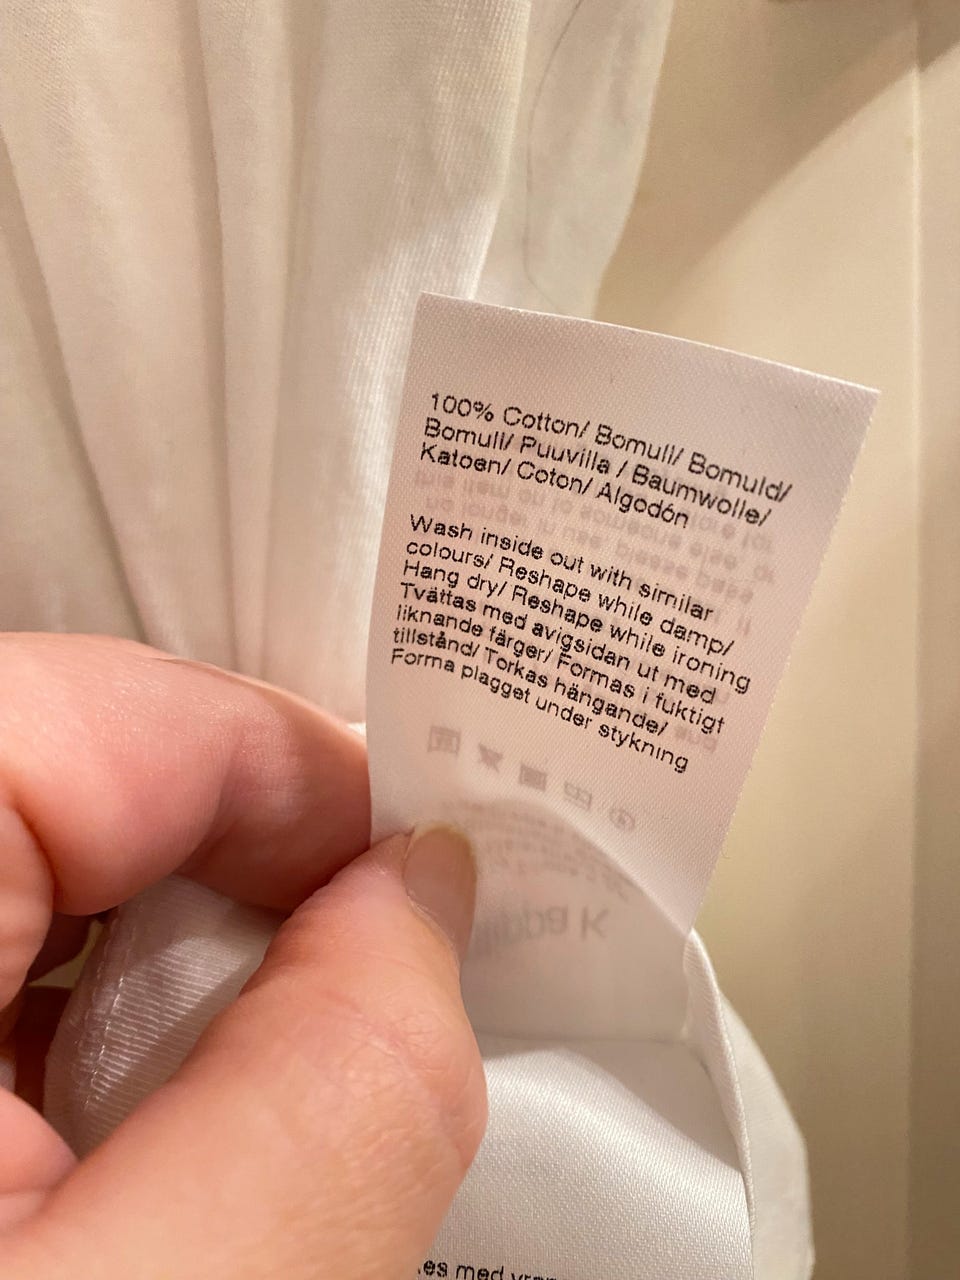 100% Cotton/ Bomull/ Bomuld/
Bomull/ Puuvilla / Baumwolle/
Katoen/ Coton/ Algodón
Wash inside out with similar
colours/ Reshape while damp/
Hang dry/ Reshape while ironing
Tvättas med avigsidan ut med
liknande färger/ Formas i fuktigt
tillstånd/ Torkas hängande/
Forma plagget under strykning
med